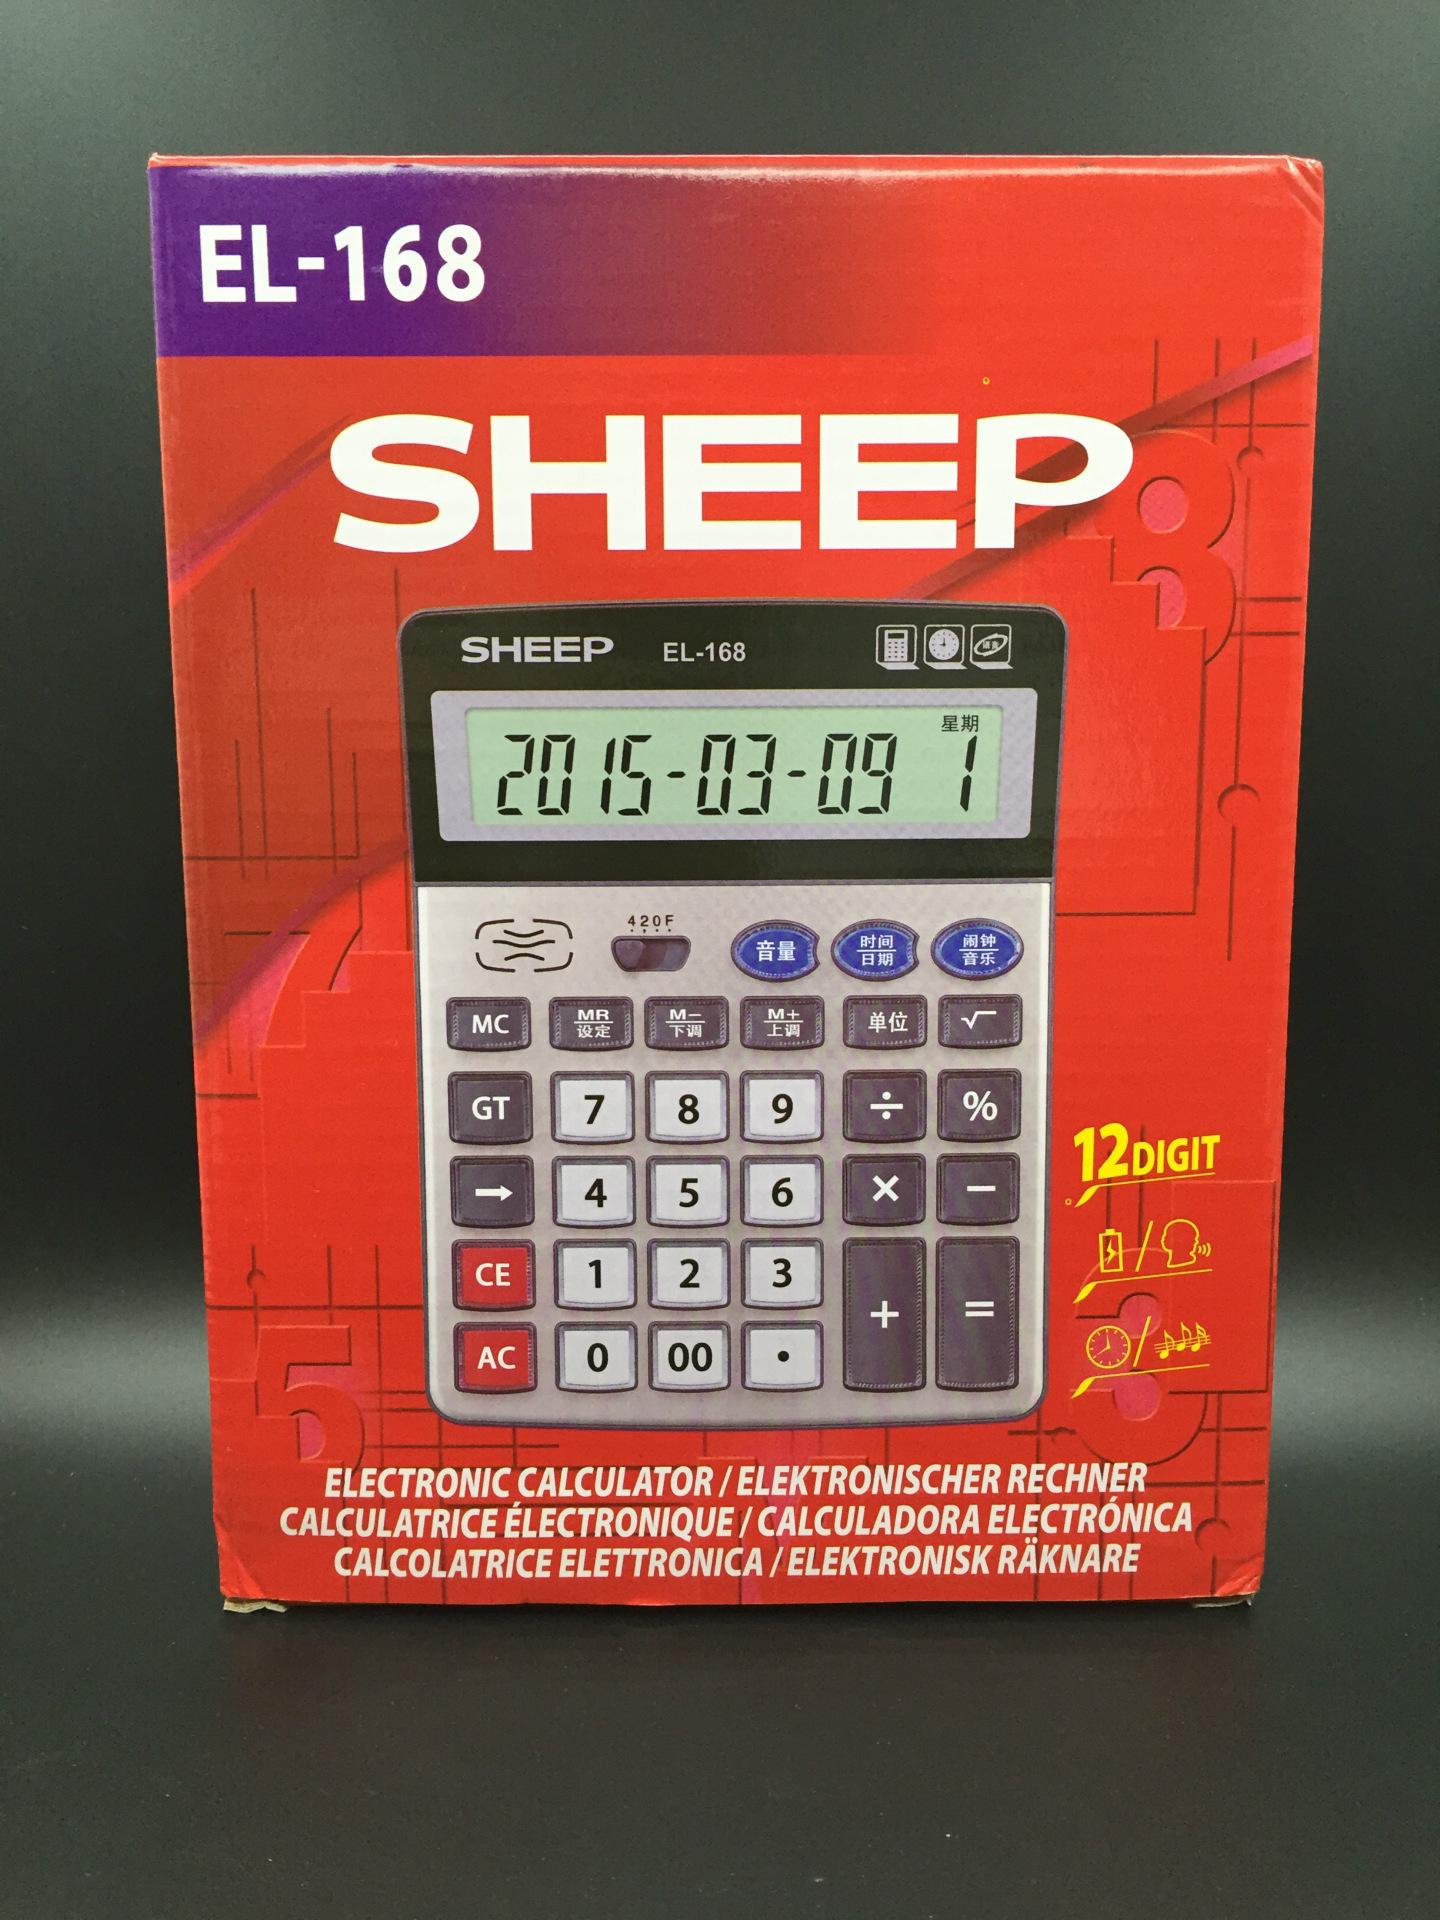 EL-168
SHEEP
SHEEP EL-168
语言
星期
2015-03-09 1
420F
音量 时间 闹钟
日期 音乐
MC MR M− M+ 单位 √
设定 下调 上调
GT 7 8 9 ÷ %
→ 4 5 6 × −
CE 1 2 3 + =
AC 0 00 •
12DIGIT
ELECTRONIC CALCULATOR / ELEKTRONISCHER RECHNER
CALCULATRICE ÉLECTRONIQUE / CALCULADORA ELECTRÓNICA
CALCOLATRICE ELETTRONICA / ELEKTRONISK RÄKNARE